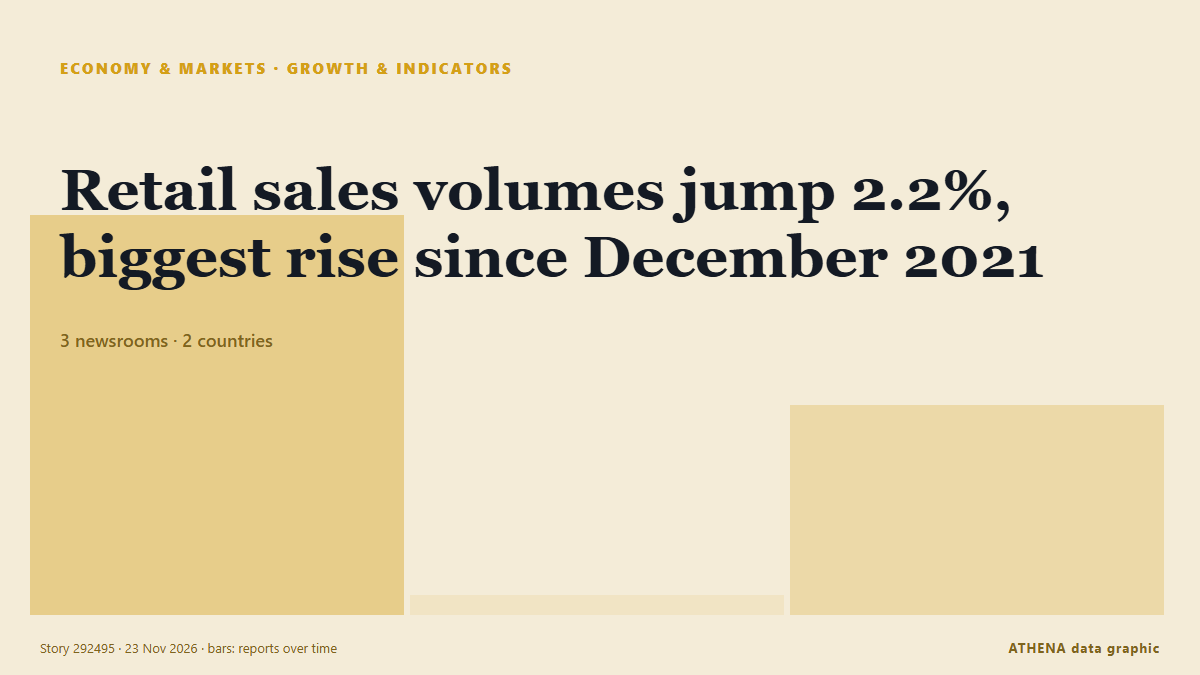 ECONOMY & MARKETS · GROWTH & INDICATORS
Retail sales volumes jump 2.2%,
biggest rise since December 2021
3 newsrooms · 2 countries
Story 292495 · 23 Nov 2026 · bars: reports over time
ATHENA data graphic